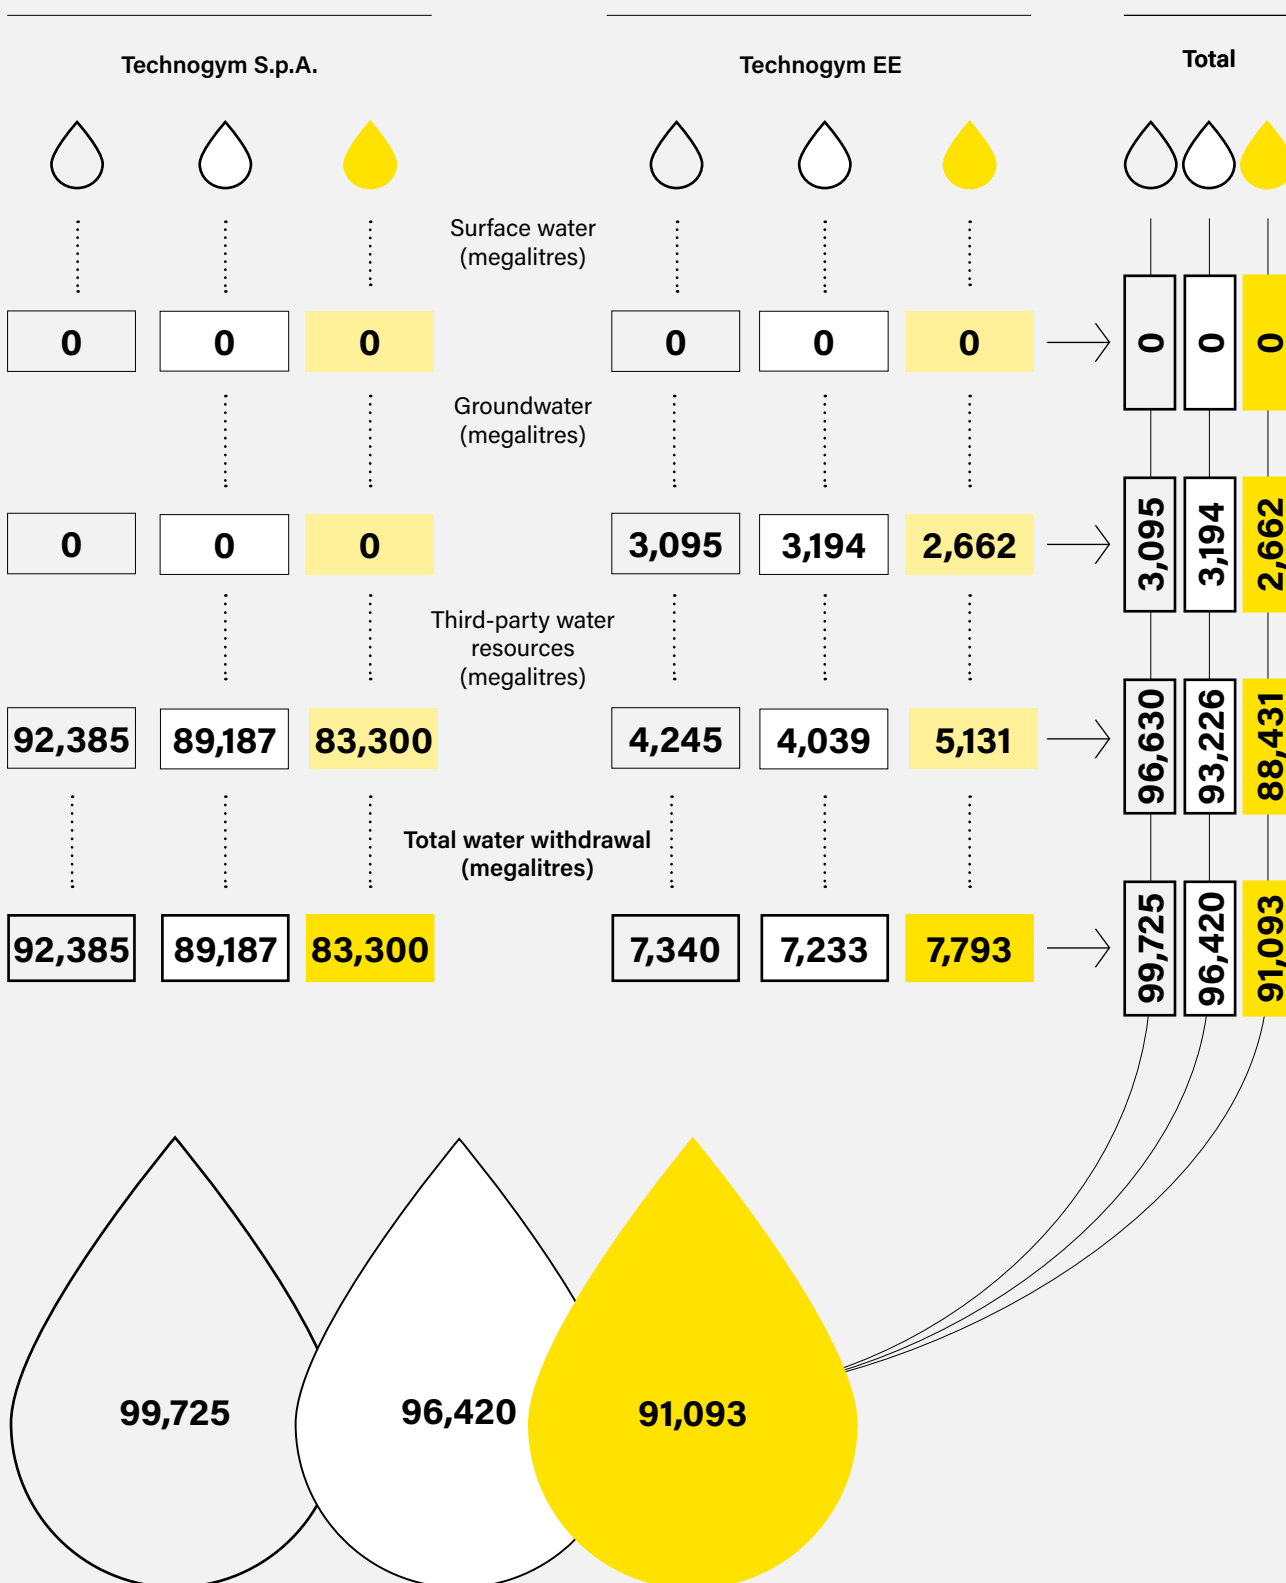 Technogym S.p.A.
Technogym EE
Total
Surface water
(megalitres)
0 0 0 0 0 0 0 0 0
Groundwater
(megalitres)
0 0 0 3,095 3,194 2,662 3,095 3,194 2,662
Third-party water
resources
(megalitres)
92,385 89,187 83,300 4,245 4,039 5,131 96,630 93,226 88,431
Total water withdrawal
(megalitres)
92,385 89,187 83,300 7,340 7,233 7,793 99,725 96,420 91,093
99,725 96,420 91,093